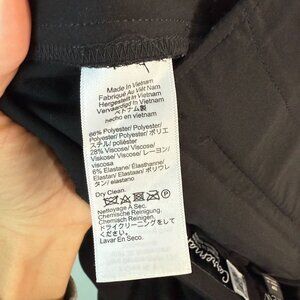 Made In Vietnam
Fabriqué Au Viêt Nam
Hergestellt In Vietnam
Vervaardigd In Vietnam
ベトナム製
hecho en vietnam
66% Polyester/ Polyester/
Polyester/ Polyester/ ポリエ
ステル/ poliéster
28% Viscose/ Viscose/
Viskose/ Viscose/ レーヨン/
viscosa
6% Elastane/ Élasthanne/
Elastan/ Elastaan/ ポリウレ
タン/ elastano
Dry Clean.
Nettoyage À Sec.
Chemische Reinigung.
Chemisch Reinigen.
ドライクリーニングをして
ください
Lavar En Seco.